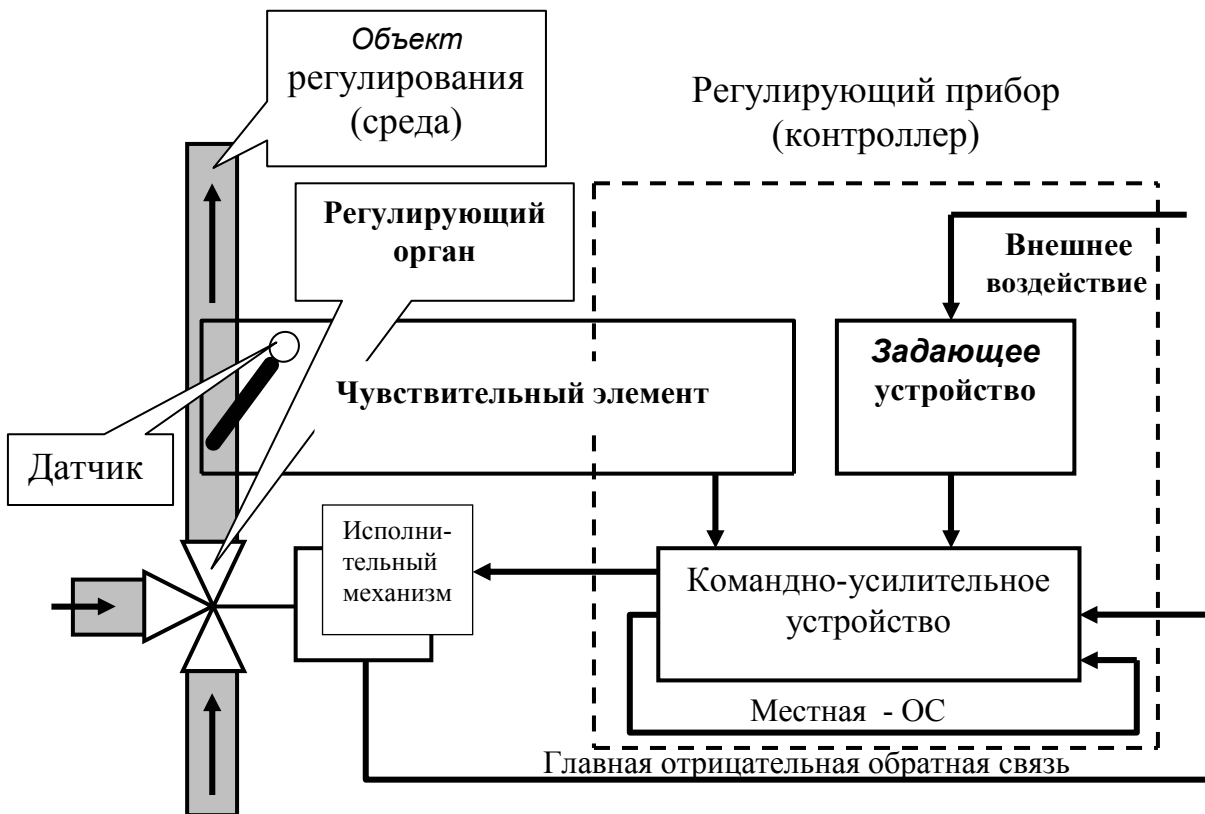 Объект
регулирования
(среда)
Регулирующий прибор
(контроллер)
Регулирующий
орган
Внешнее
воздействие
Задающее
устройство
Чувствительный элемент
Датчик
Исполни-
тельный
механизм
Командно-усилительное
устройство
Местная - ОС
Главная отрицательная обратная связь